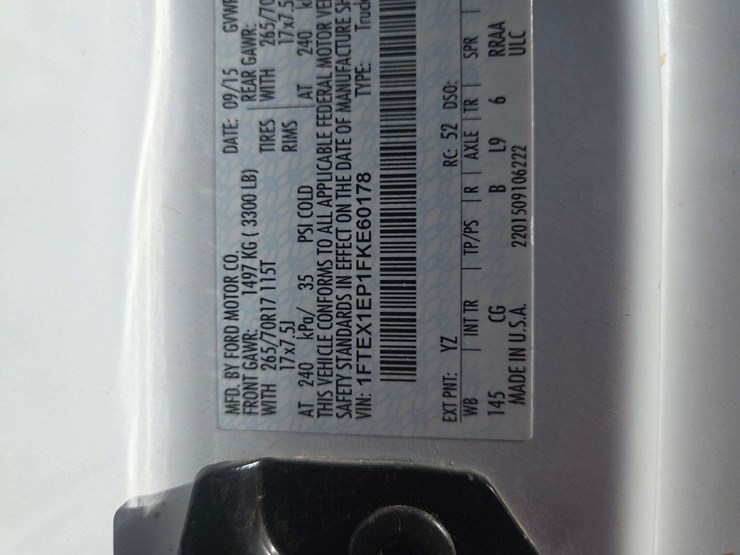 MFD. BY FORD MOTOR CO.
DATE: 09/15 GVWR
FRONT GAWR: 1497 KG ( 3300 LB) REAR GAWR:
WITH 265/70R17 115T TIRES WITH 265/70
17x7.5J RIMS 17x7.5
AT 240 kPa/ 35 PSI COLD AT 240
THIS VEHICLE CONFORMS TO ALL APPLICABLE FEDERAL MOTOR VEH
SAFETY STANDARDS IN EFFECT ON THE DATE OF MANUFACTURE SH
VIN: 1FTEX1EP1FKE60178 TYPE: Truck
EXT PNT: YZ RC: 52 DSO:
WB | INT TR | TP/PS | R | AXLE | TR | SPR
145 CG B L9 6 RRAA
MADE IN U.S.A. 2201509106222 ULC